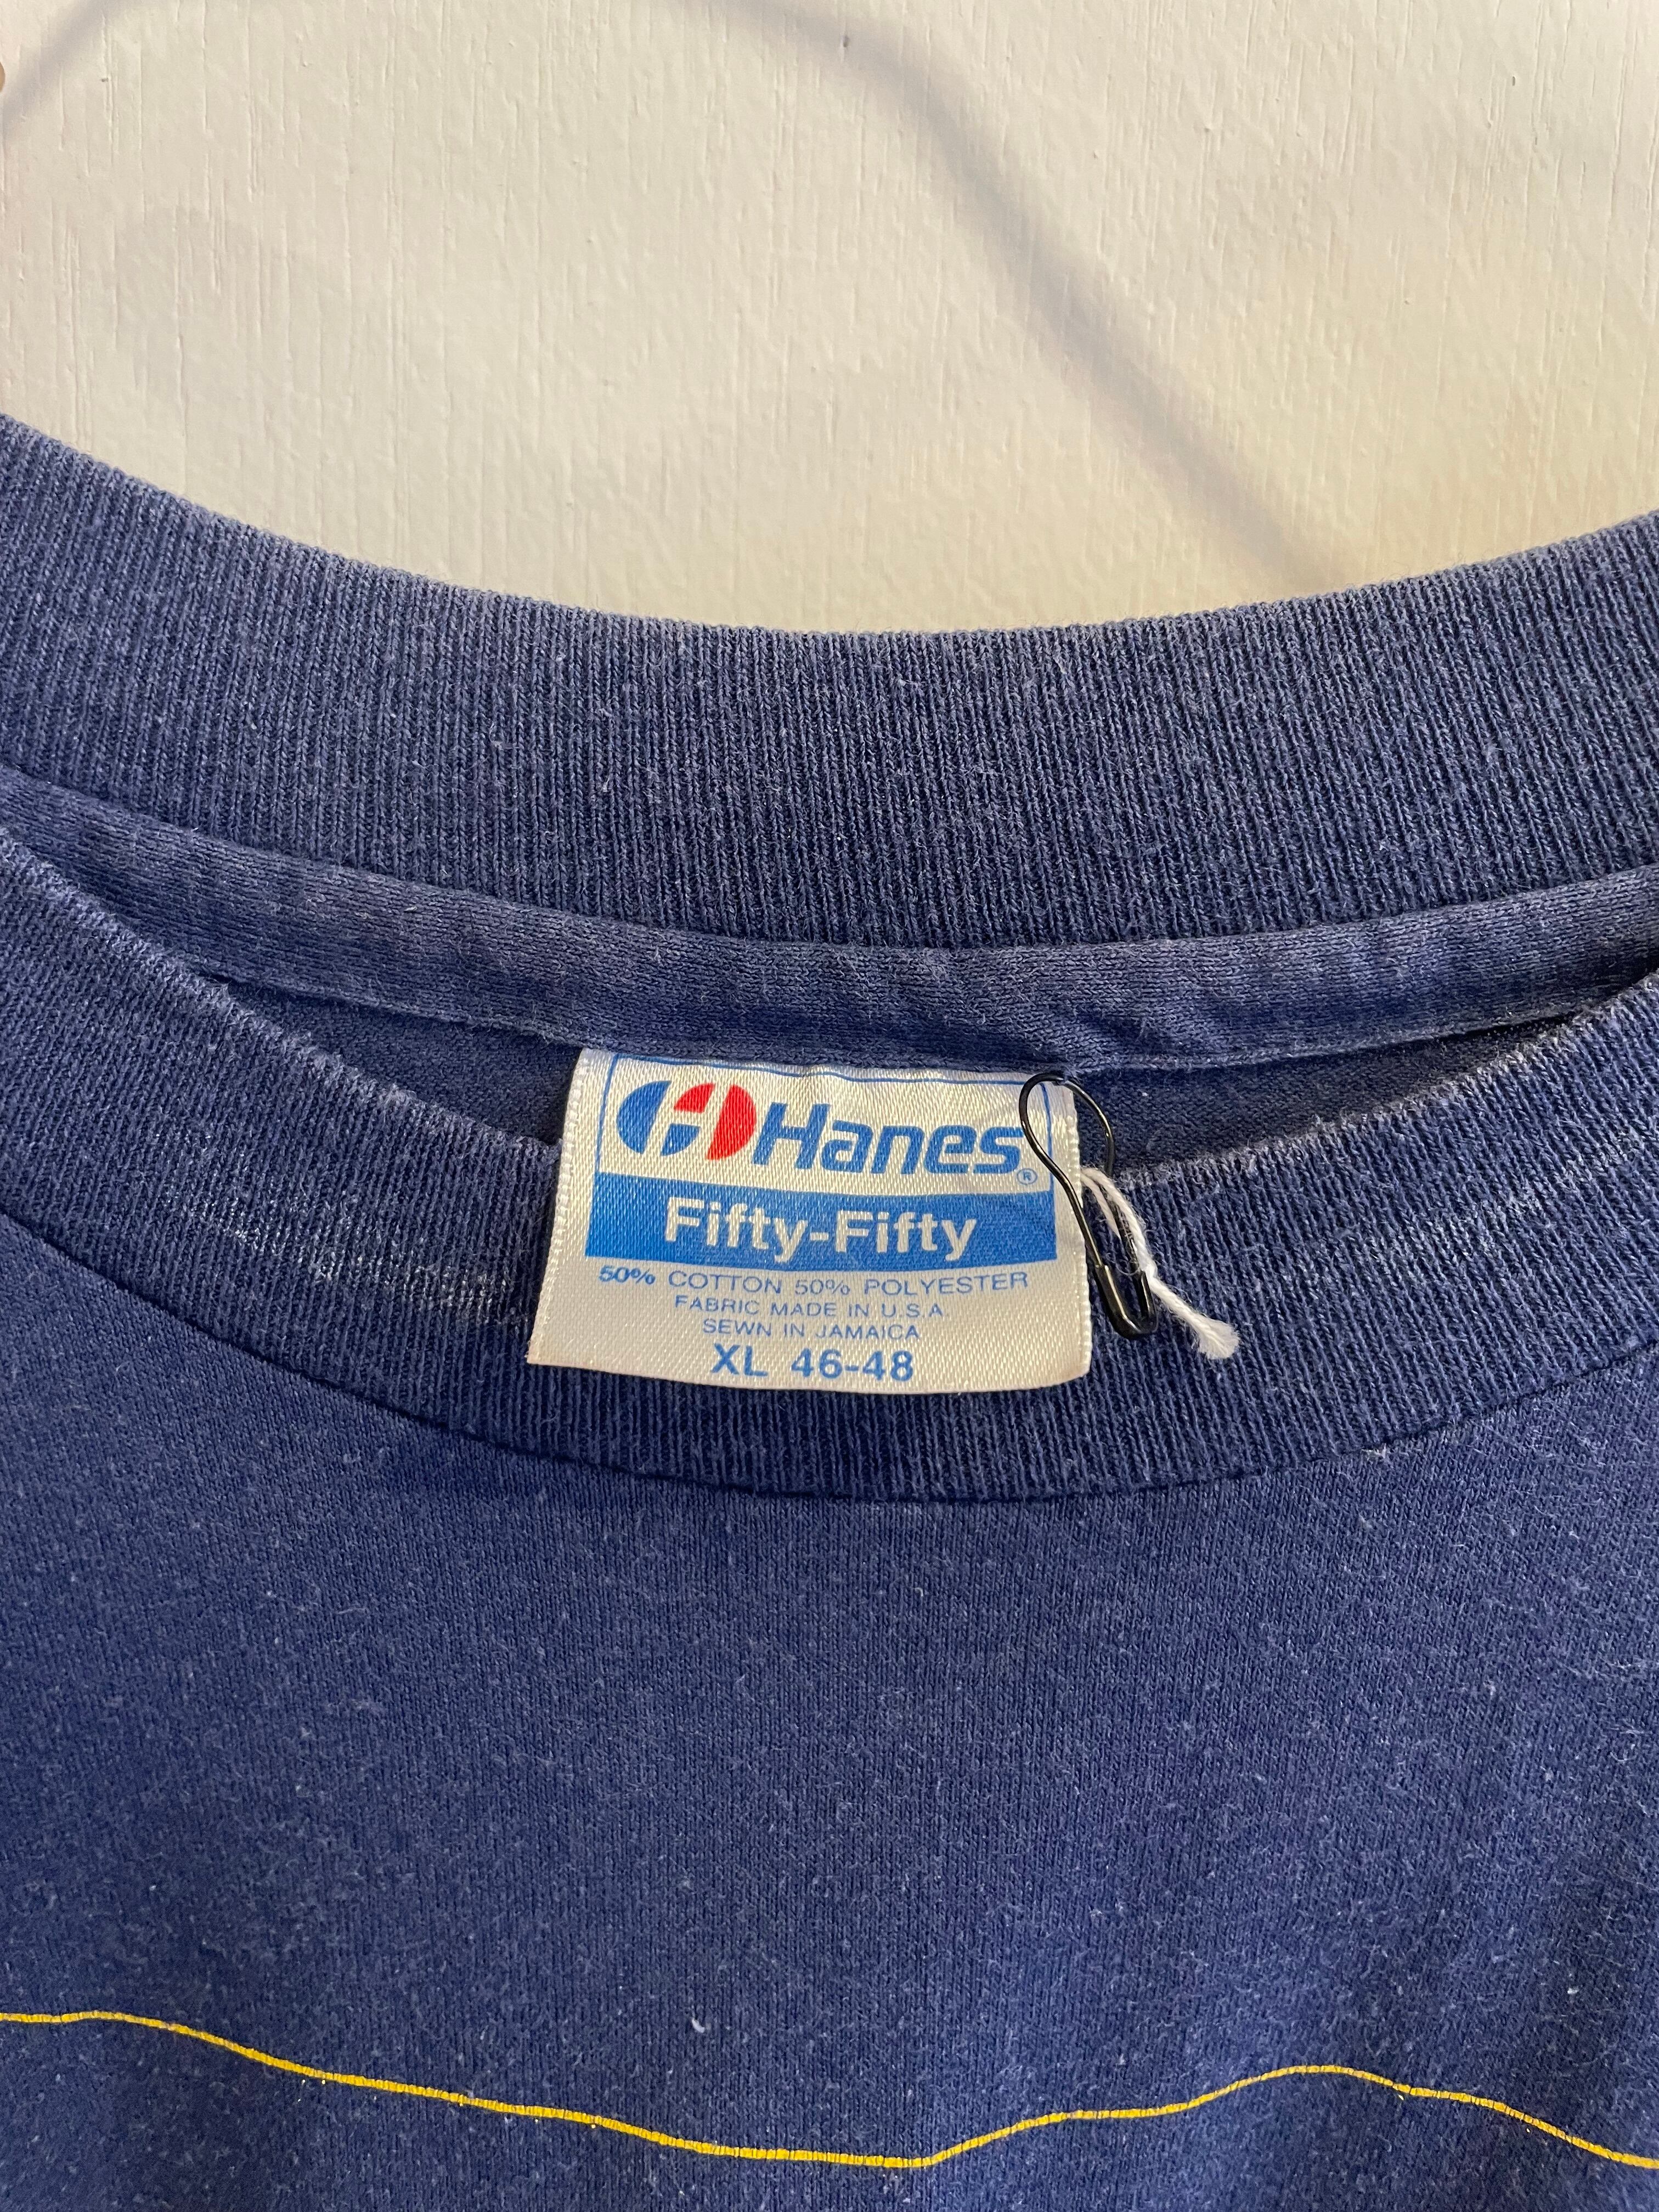 Hanes®
Fifty-Fifty
50% COTTON 50% POLYESTER
FABRIC MADE IN U.S.A.
SEWN IN JAMAICA
XL 46-48